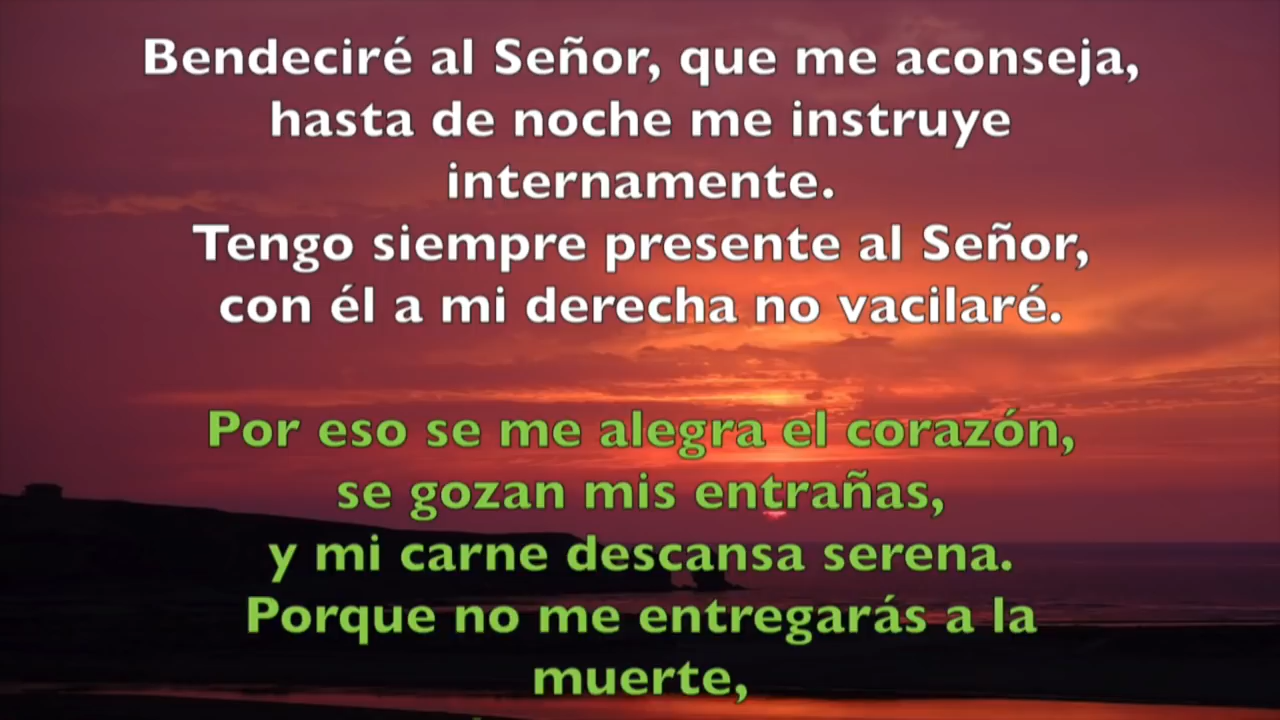 Bendeciré al Señor, que me aconseja,
hasta de noche me instruye
internamente.
Tengo siempre presente al Señor,
con él a mi derecha no vacilaré.
Por eso se me alegra el corazón,
se gozan mis entrañas,
y mi carne descansa serena.
Porque no me entregarás a la
muerte,